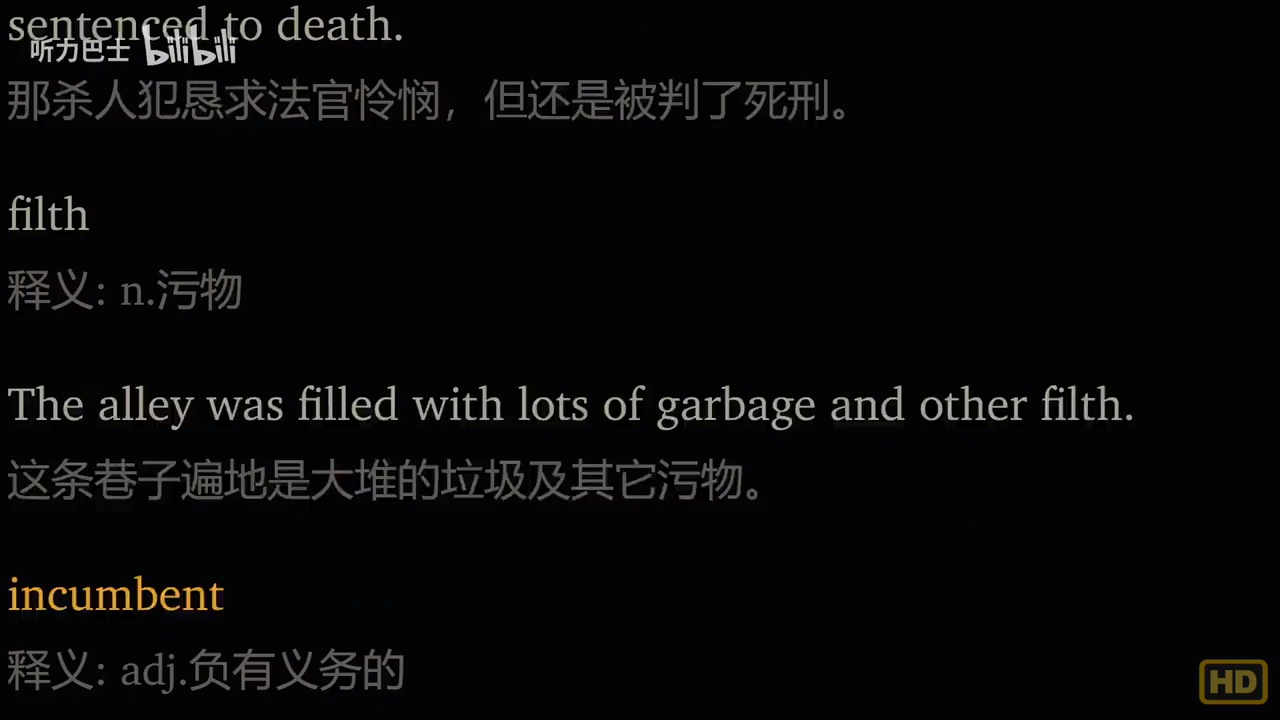 sentenced to death.
听力巴士 bilibili
那杀人犯恳求法官怜悯，但还是被判了死刑。
filth
释义: n.污物
The alley was filled with lots of garbage and other filth.
这条巷子遍地是大堆的垃圾及其它污物。
incumbent
释义: adj.负有义务的
HD